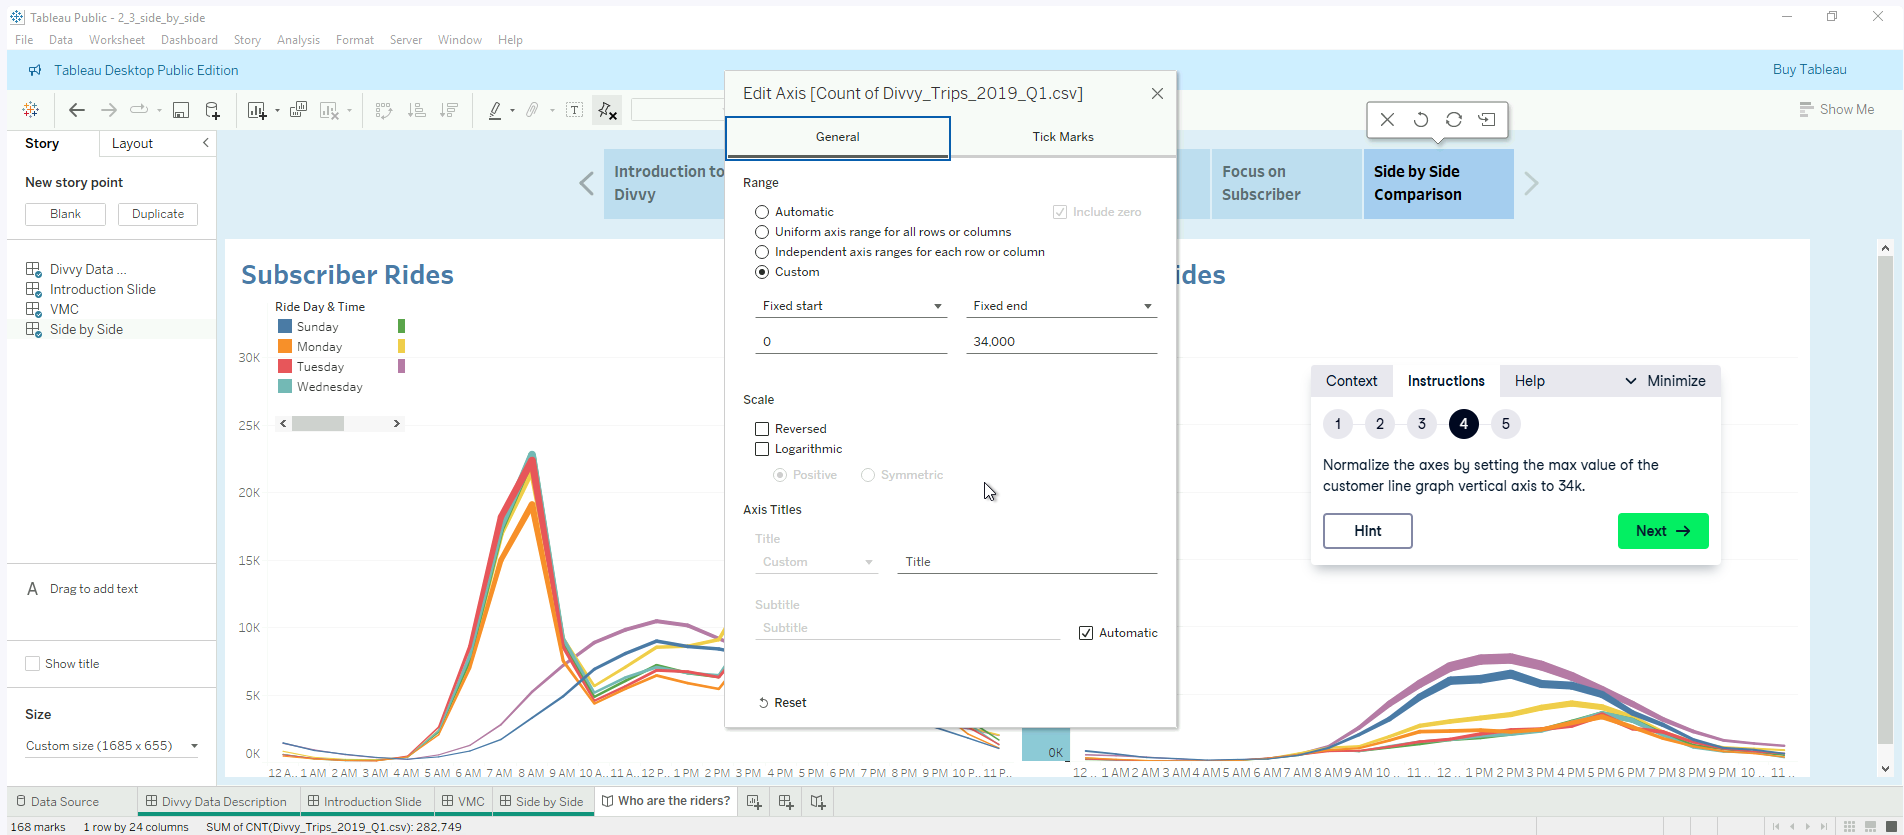 Tableau Public - 2_3_side_by_side
File Data Worksheet Dashboard Story Analysis Format Server Window Help
Tableau Desktop Public Edition
Buy Tableau
Show Me
Story Layout
New story point
Blank Duplicate
Divvy Data ...
Introduction Slide
VMC
Side by Side
A Drag to add text
Show title
Size
Custom size (1685 x 655)
Introduction to
Divvy
Focus on
Subscriber
Side by Side
Comparison
Subscriber Rides
Ride Day & Time
Sunday
Monday
Tuesday
Wednesday
30K
25K
20K
15K
10K
5K
0K
12 A.. 1 AM 2 AM 3 AM 4 AM 5 AM 6 AM 7 AM 8 AM 9 AM 10 A.. 11 A.. 12 P.. 1 PM 2 PM 3 PM 4 PM 5 PM 6 PM 7 PM 8 PM 9 PM 10 P.. 11 P..
Edit Axis [Count of Divvy_Trips_2019_Q1.csv]
General Tick Marks
Range
Automatic Include zero
Uniform axis range for all rows or columns
Independent axis ranges for each row or column
Custom
Fixed start Fixed end
0 34,000
Scale
Reversed
Logarithmic
Positive Symmetric
Axis Titles
Title
Custom Title
Subtitle
Subtitle Automatic
Reset
ides
0K
12 .. 1 AM 2 AM 3 AM 4 AM 5 AM 6 AM 7 AM 8 AM 9 AM 10 .. 11 .. 12 .. 1 PM 2 PM 3 PM 4 PM 5 PM 6 PM 7 PM 8 PM 9 PM 10 .. 11 ..
Context Instructions Help Minimize
1 2 3 4 5
Normalize the axes by setting the max value of the
customer line graph vertical axis to 34k.
Hint Next
Data Source Divvy Data Description Introduction Slide VMC Side by Side Who are the riders?
168 marks 1 row by 24 columns SUM of CNT(Divvy_Trips_2019_Q1.csv): 282,749